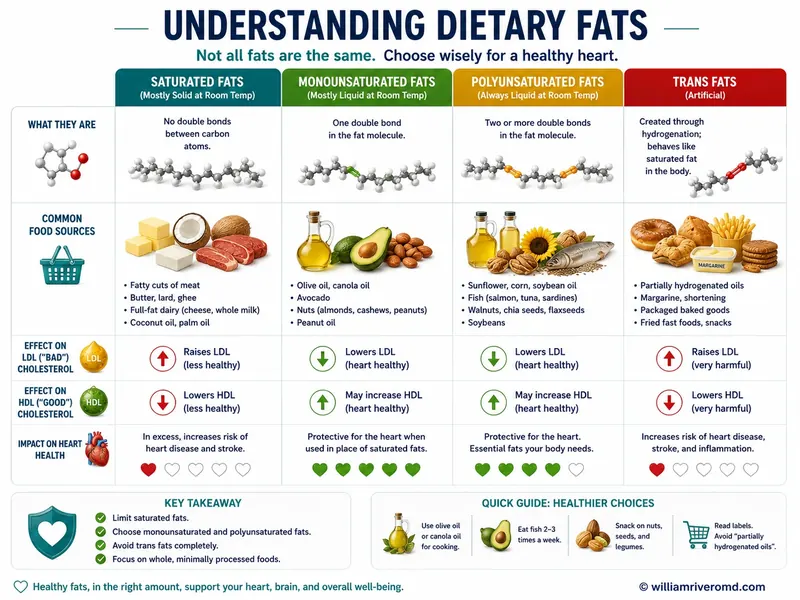 UNDERSTANDING DIETARY FATS
Not all fats are the same. Choose wisely for a healthy heart.
SATURATED FATS
(Mostly Solid at Room Temp)
MONOUNSATURATED FATS
(Mostly Liquid at Room Temp)
POLYUNSATURATED FATS
(Always Liquid at Room Temp)
TRANS FATS
(Artificial)
WHAT THEY ARE
No double bonds
between carbon
atoms.
One double bond
in the fat molecule.
Two or more double bonds
in the fat molecule.
Created through
hydrogenation;
behaves like
saturated fat
in the body.
COMMON
FOOD SOURCES
MARGARINE
• Fatty cuts of meat
• Butter, lard, ghee
• Full-fat dairy (cheese, whole milk)
• Coconut oil, palm oil
• Olive oil, canola oil
• Avocado
• Nuts (almonds, cashews, peanuts)
• Peanut oil
• Sunflower, corn, soybean oil
• Fish (salmon, tuna, sardines)
• Walnuts, chia seeds, flaxseeds
• Soybeans
• Partially hydrogenated oils
• Margarine, shortening
• Packaged baked goods
• Fried fast foods, snacks
EFFECT ON
LDL ("BAD")
CHOLESTEROL
LDL
Raises LDL
(less healthy)
Lowers LDL
(heart healthy)
Lowers LDL
(heart healthy)
Raises LDL
(very harmful)
EFFECT ON
HDL ("GOOD")
CHOLESTEROL
HDL
Lowers HDL
(less healthy)
May increase HDL
(heart healthy)
May increase HDL
(heart healthy)
Lowers HDL
(very harmful)
IMPACT ON HEART
HEALTH
In excess, increases risk of
heart disease and stroke.
Protective for the heart when
used in place of saturated fats.
Protective for the heart.
Essential fats your body needs.
Increases risk of heart disease,
stroke, and inflammation.
KEY TAKEAWAY
Limit saturated fats.
Choose monounsaturated and polyunsaturated fats.
Avoid trans fats completely.
Focus on whole, minimally processed foods.
QUICK GUIDE: HEALTHIER CHOICES
Use olive oil
or canola oil
for cooking.
Eat fish 2–3
times a week.
Snack on nuts,
seeds, and
legumes.
Read labels.
Avoid "partially
hydrogenated oils".
Healthy fats, in the right amount, support your heart, brain, and overall well-being.
© williamriveromd.com